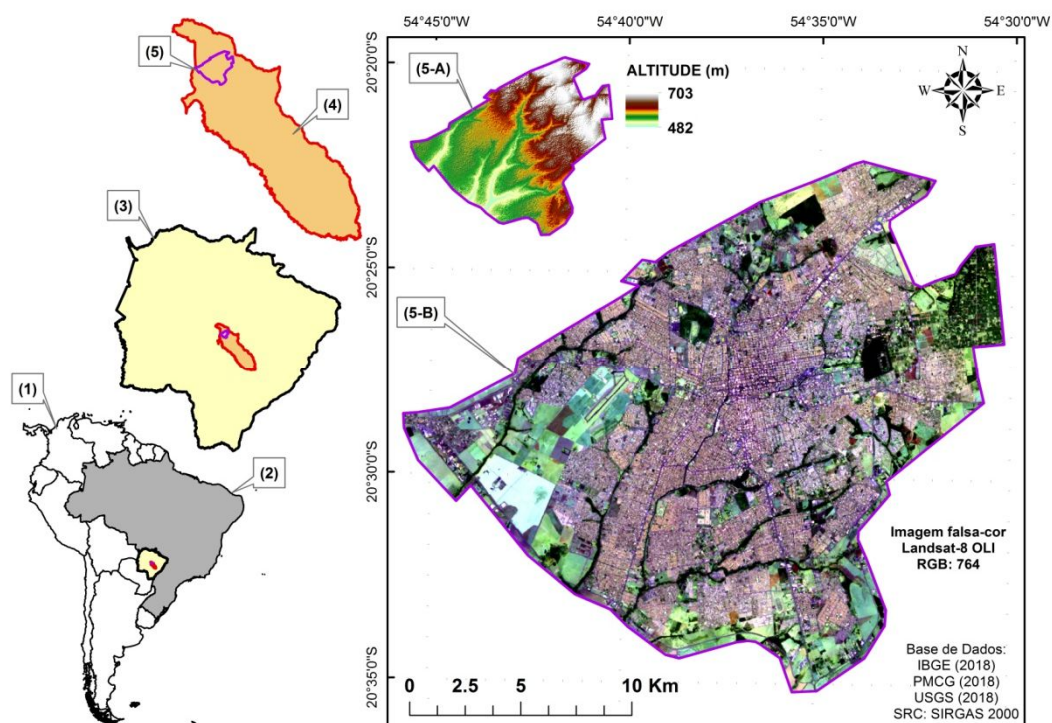 (5)
(4)
(3)
(1)
(2)
54°45'0"W
54°40'0"W
54°35'0"W
54°30'0"W
20°20'0"S
20°25'0"S
20°30'0"S
20°35'0"S
(5-A)
ALTITUDE (m)
703
482
N
W
E
S
(5-B)
Imagem falsa-cor
Landsat-8 OLI
RGB: 764
Base de Dados:
IBGE (2018)
PMCG (2018)
USGS (2018)
SRC: SIRGAS 2000
0 2.5 5 10 Km